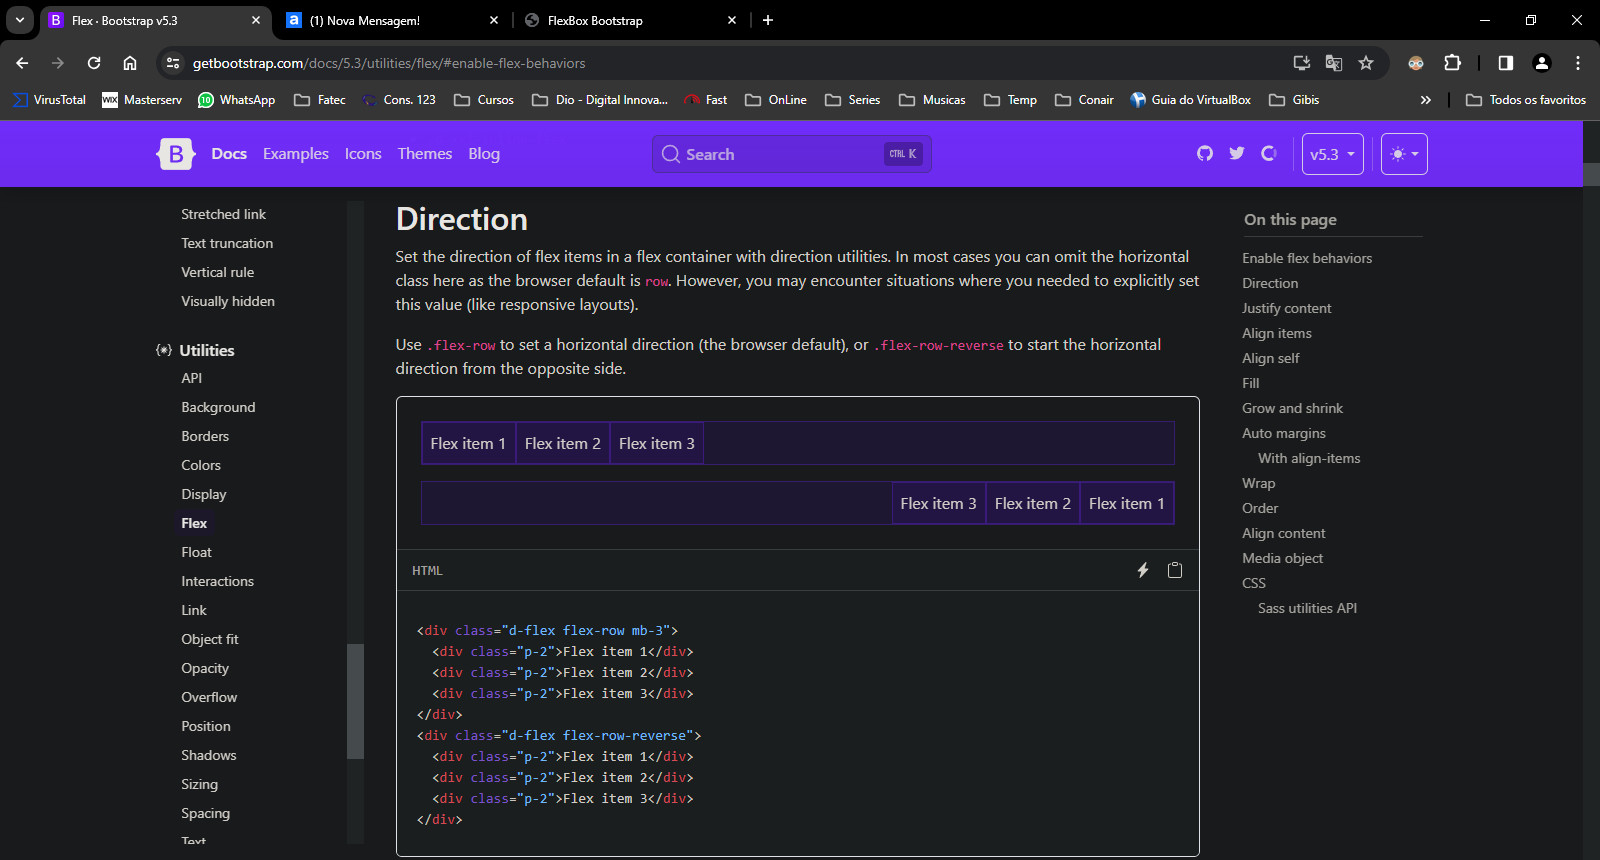 Flex · Bootstrap v5.3
(1) Nova Mensagem!
FlexBox Bootstrap
getbootstrap.com/docs/5.3/utilities/flex/#enable-flex-behaviors
VirusTotal
WiX Masterserv
10 WhatsApp
Fatec
Cons. 123
Cursos
Dio - Digital Innova...
Fast
OnLine
Series
Musicas
Temp
Conair
Guia do VirtualBox
Gibis
Todos os favoritos
B
Docs
Examples
Icons
Themes
Blog
Search
CTRL K
v5.3
Stretched link
Text truncation
Vertical rule
Visually hidden
Utilities
API
Background
Borders
Colors
Display
Flex
Float
Interactions
Link
Object fit
Opacity
Overflow
Position
Shadows
Sizing
Spacing
Text
Direction
Set the direction of flex items in a flex container with direction utilities. In most cases you can omit the horizontal
class here as the browser default is row. However, you may encounter situations where you needed to explicitly set
this value (like responsive layouts).
Use .flex-row to set a horizontal direction (the browser default), or .flex-row-reverse to start the horizontal
direction from the opposite side.
Flex item 1 Flex item 2 Flex item 3
Flex item 3 Flex item 2 Flex item 1
HTML
<div class="d-flex flex-row mb-3">
  <div class="p-2">Flex item 1</div>
  <div class="p-2">Flex item 2</div>
  <div class="p-2">Flex item 3</div>
</div>
<div class="d-flex flex-row-reverse">
  <div class="p-2">Flex item 1</div>
  <div class="p-2">Flex item 2</div>
  <div class="p-2">Flex item 3</div>
</div>
On this page
Enable flex behaviors
Direction
Justify content
Align items
Align self
Fill
Grow and shrink
Auto margins
With align-items
Wrap
Order
Align content
Media object
CSS
Sass utilities API